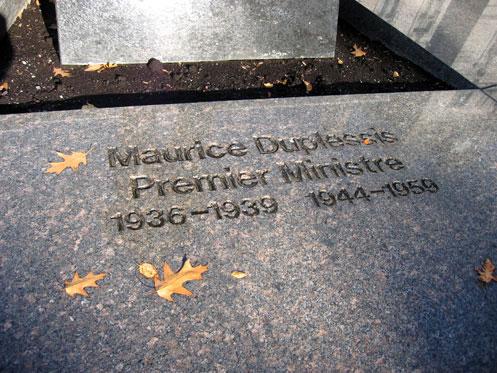 Maurice Duplessis
Premier Ministre
1936-1939 1944-1959